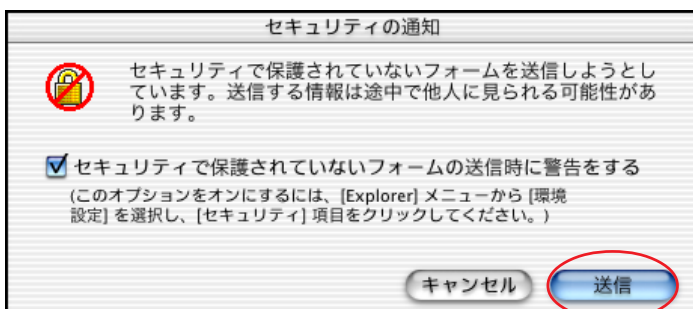 セキュリティの通知
セキュリティで保護されていないフォームを送信しようとし
ています。送信する情報は途中で他人に見られる可能性があ
ります。
セキュリティで保護されていないフォームの送信時に警告をする
(このオプションをオンにするには、[Explorer] メニューから [環境
設定] を選択し、[セキュリティ] 項目をクリックしてください。)
キャンセル 送信